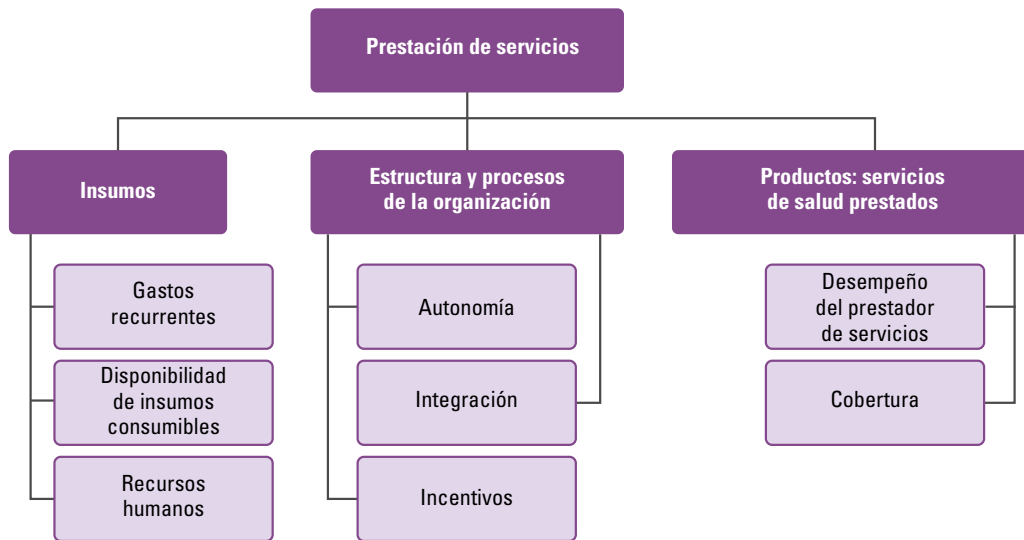 Prestación de servicios
Insumos
Estructura y procesos
de la organización
Productos: servicios
de salud prestados
Gastos
recurrentes
Disponibilidad
de insumos
consumibles
Recursos
humanos
Autonomía
Integración
Incentivos
Desempeño
del prestador
de servicios
Cobertura